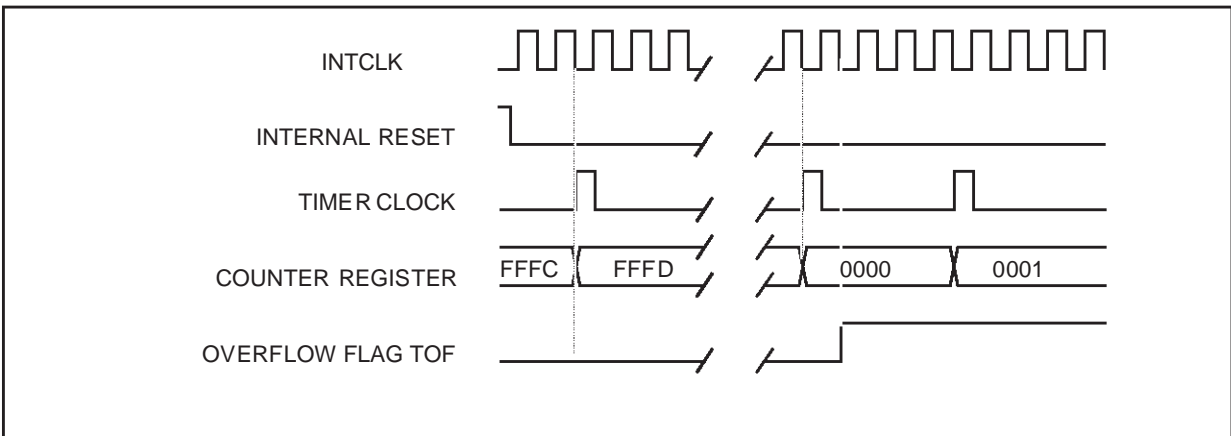 INTCLK
INTERNAL RESET
TIMER CLOCK
COUNTER REGISTER
FFFC
FFFD
0000
0001
OVERFLOW FLAG TOF